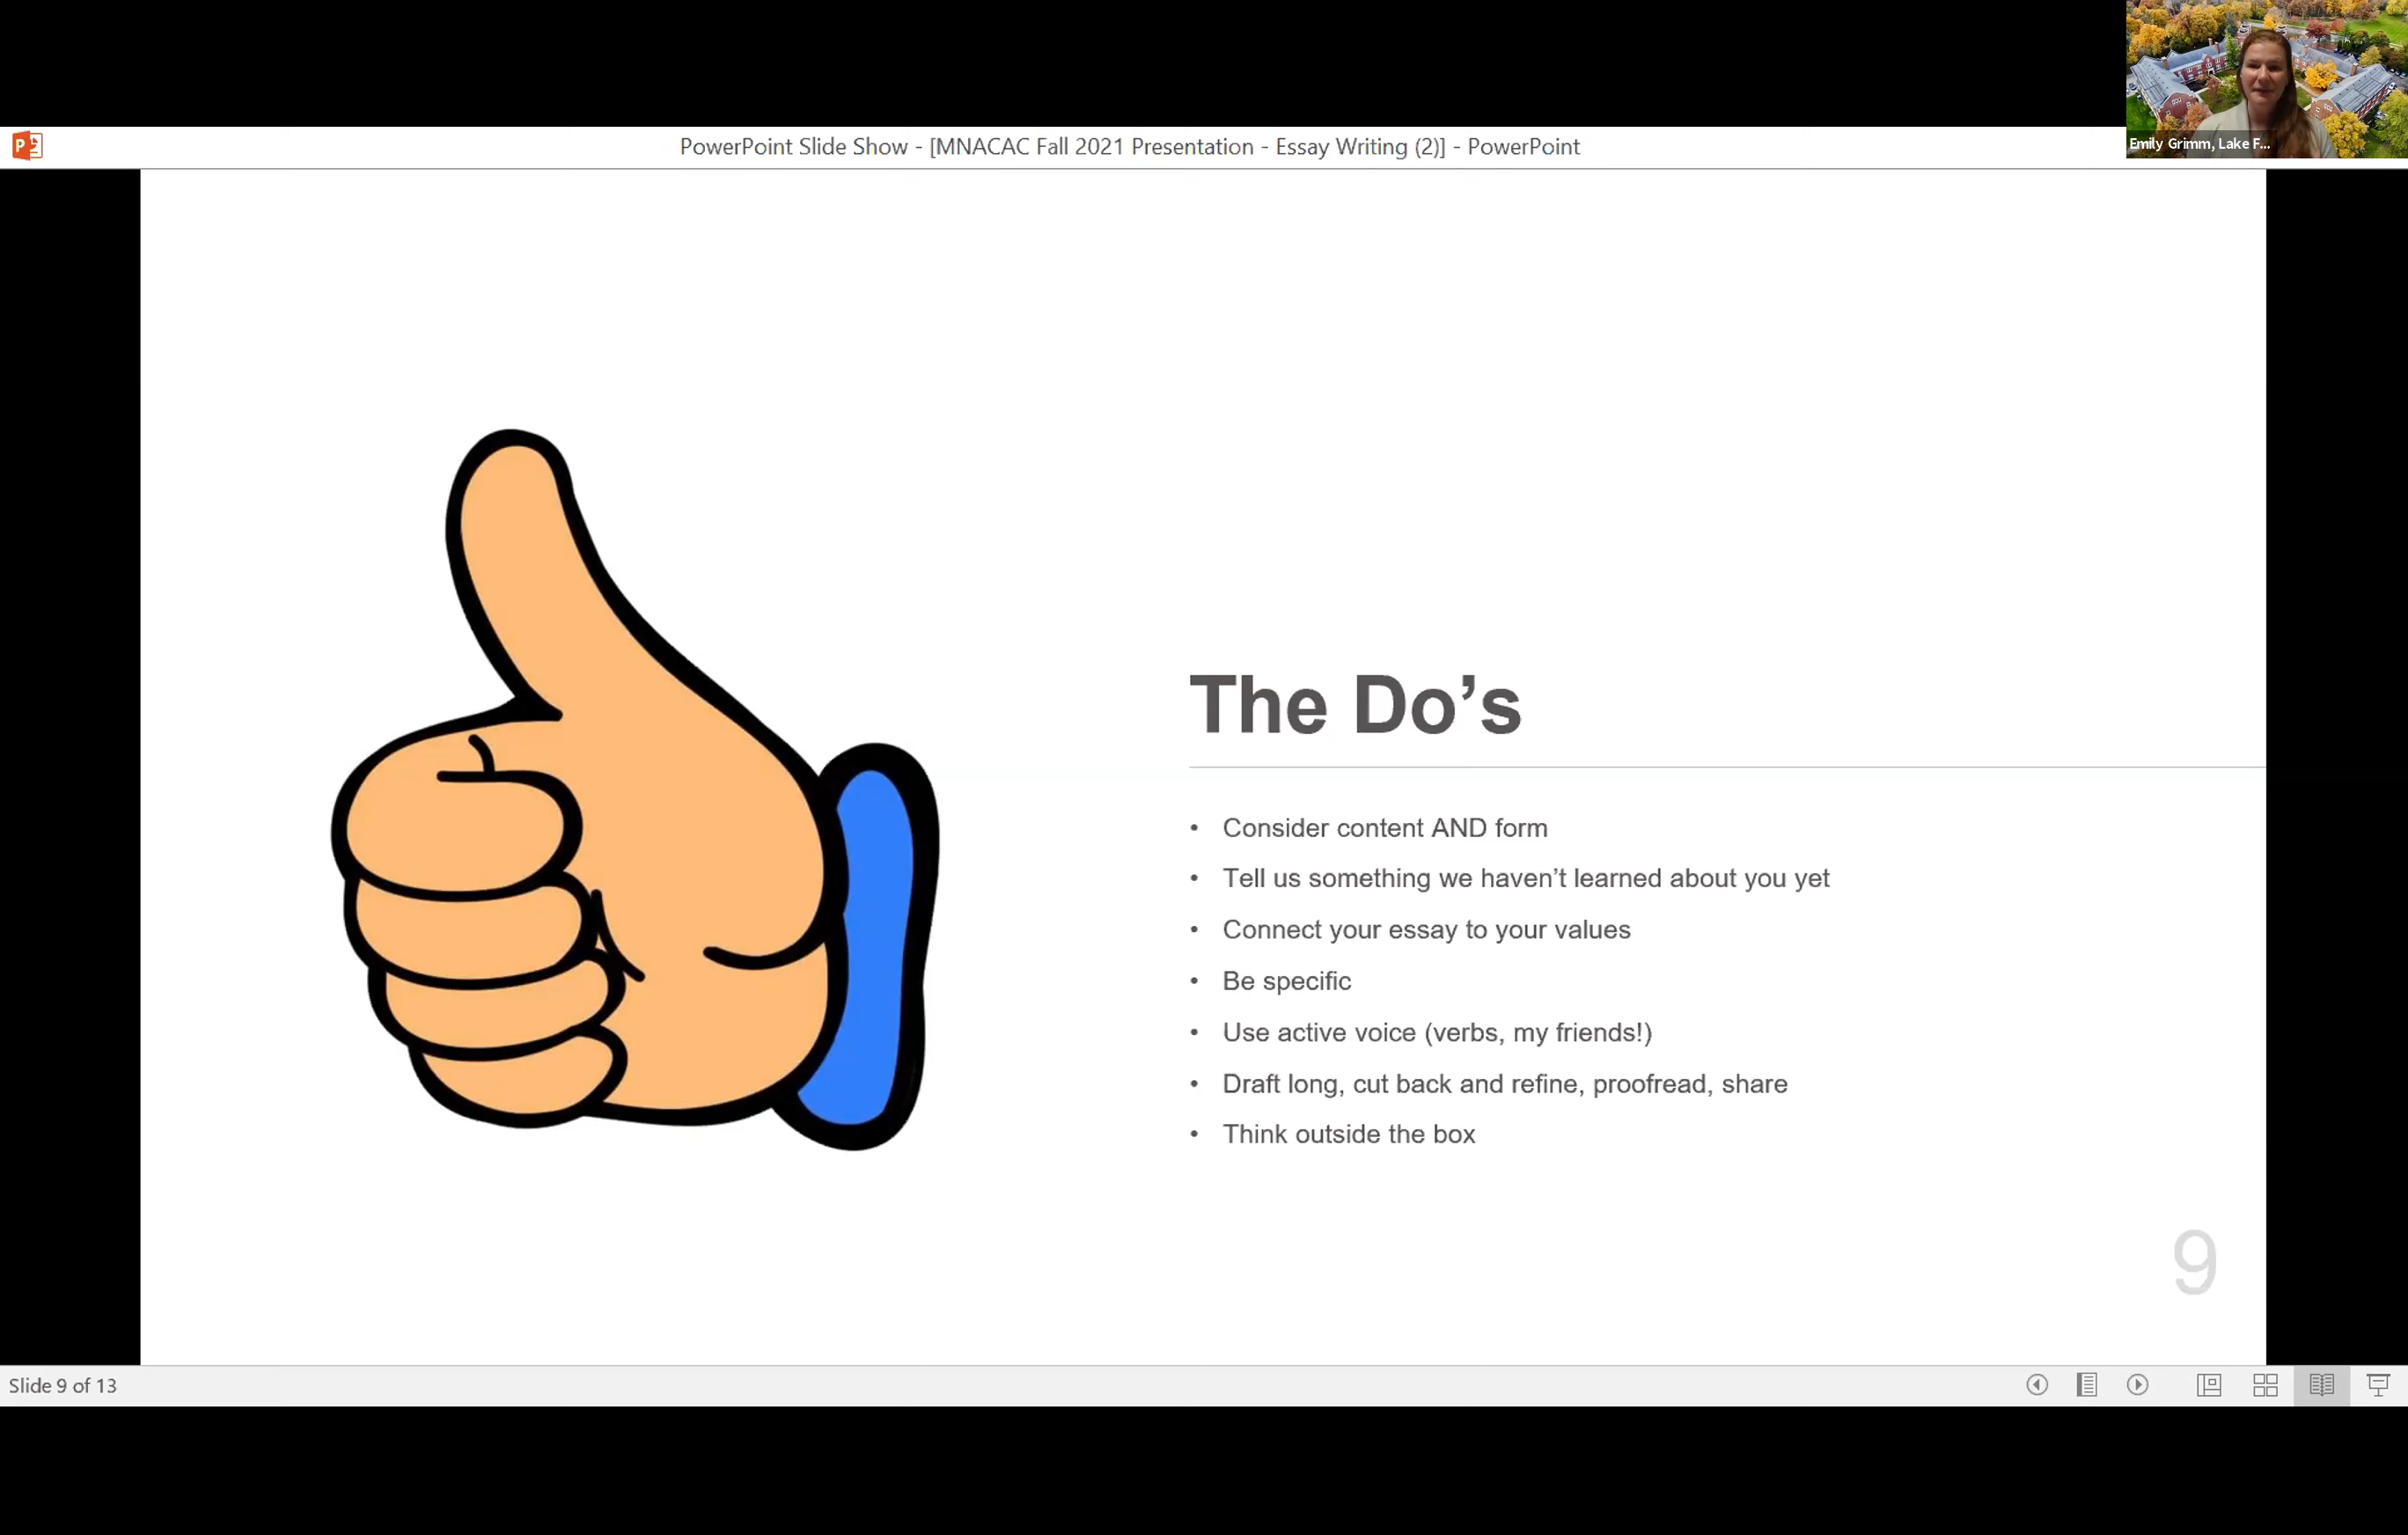 Emily Grimm, Lake F...
PowerPoint Slide Show - [MNACAC Fall 2021 Presentation - Essay Writing (2)] - PowerPoint
The Do’s
• Consider content AND form
• Tell us something we haven’t learned about you yet
• Connect your essay to your values
• Be specific
• Use active voice (verbs, my friends!)
• Draft long, cut back and refine, proofread, share
• Think outside the box
9
Slide 9 of 13